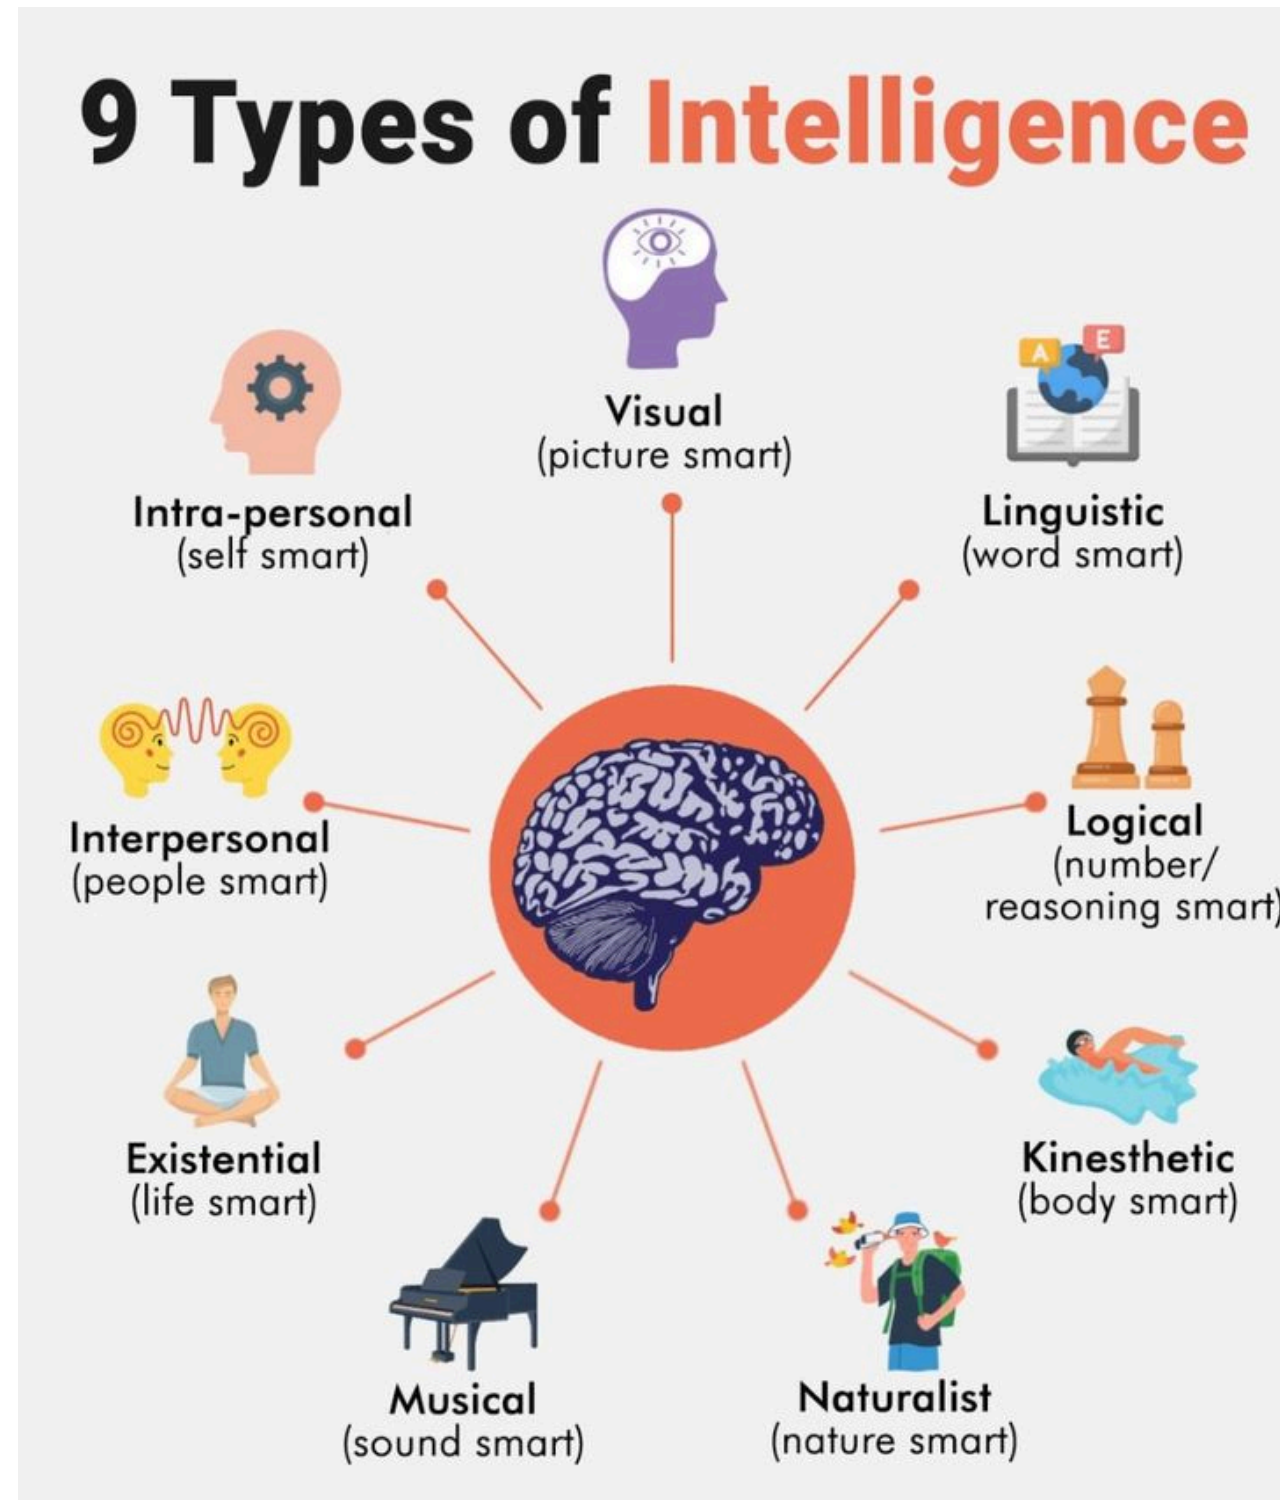 9 Types of Intelligence
Visual
(picture smart)
A
E
Linguistic
(word smart)
Intra-personal
(self smart)
Logical
(number/
reasoning smart)
Interpersonal
(people smart)
Kinesthetic
(body smart)
Existential
(life smart)
Naturalist
(nature smart)
Musical
(sound smart)